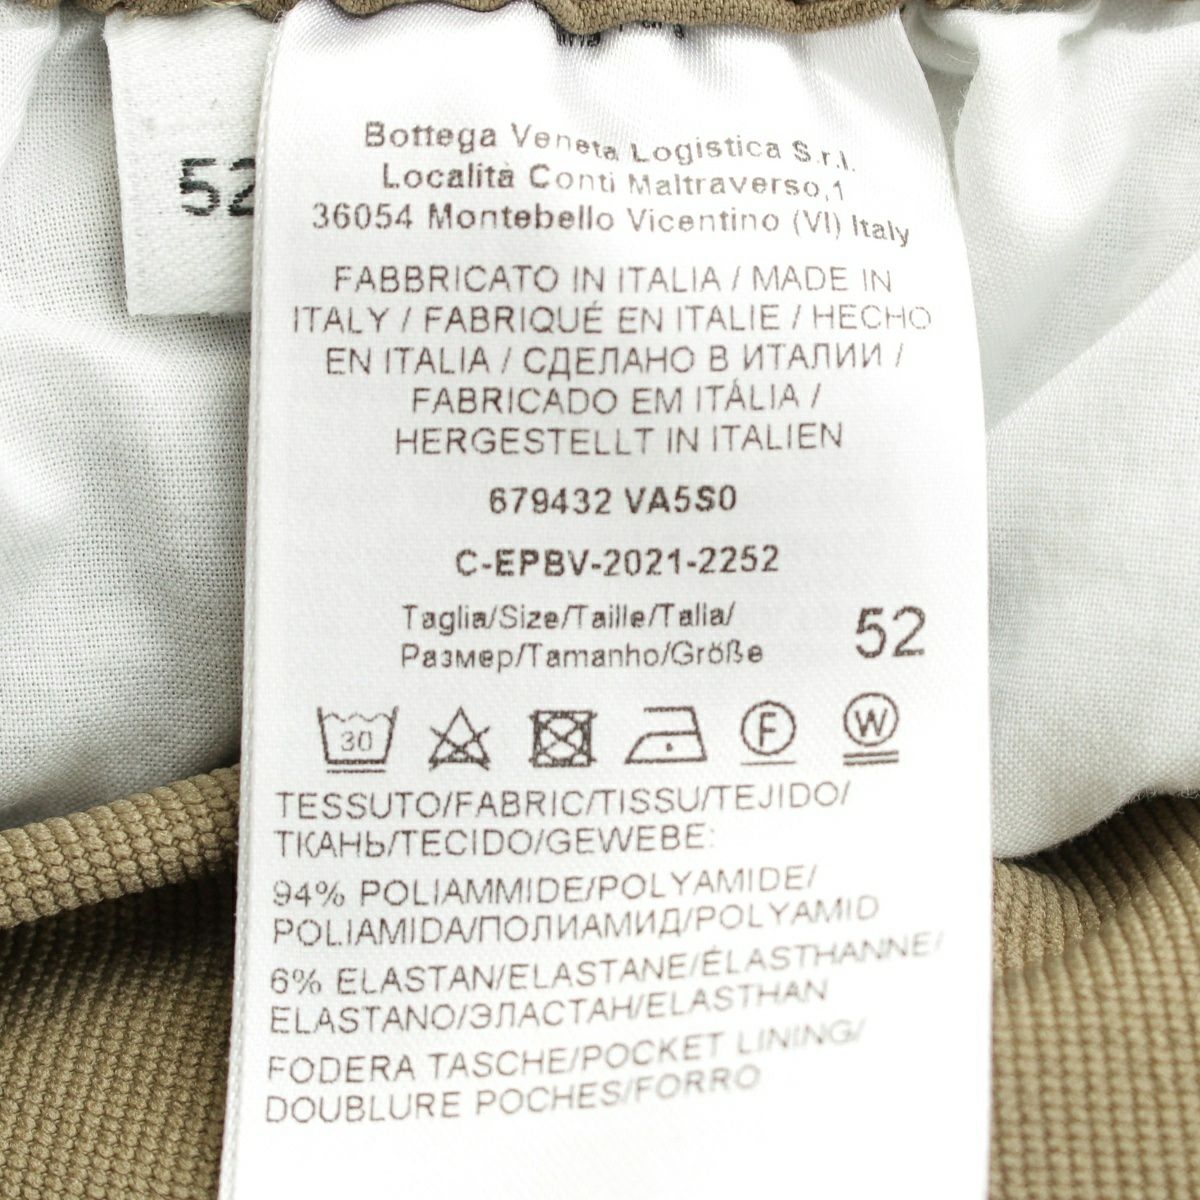 52
Bottega Veneta Logistica S.r.l.
Località Conti Maltraverso,1
36054 Montebello Vicentino (VI) Italy
FABBRICATO IN ITALIA / MADE IN
ITALY / FABRIQUÉ EN ITALIE / HECHO
EN ITALIA / СДЕЛАНО В ИТАЛИИ /
FABRICADO EM ITÁLIA /
HERGESTELLT IN ITALIEN
679432 VA5S0
C-EPBV-2021-2252
Taglia/Size/Taille/Talla/
Размер/Tamanho/Größe
52
30
F
W
TESSUTO/FABRIC/TISSU/TEJIDO/
ТКАНЬ/TECIDO/GEWEBE:
94% POLIAMMIDE/POLYAMIDE/
POLIAMIDA/ПОЛИАМИД/POLYAMID
6% ELASTAN/ELASTANE/ÉLASTHANNE/
ELASTANO/ЭЛАСТАН/ELASTHAN
FODERA TASCHE/POCKET LINING/
DOUBLURE POCHES/FORRO